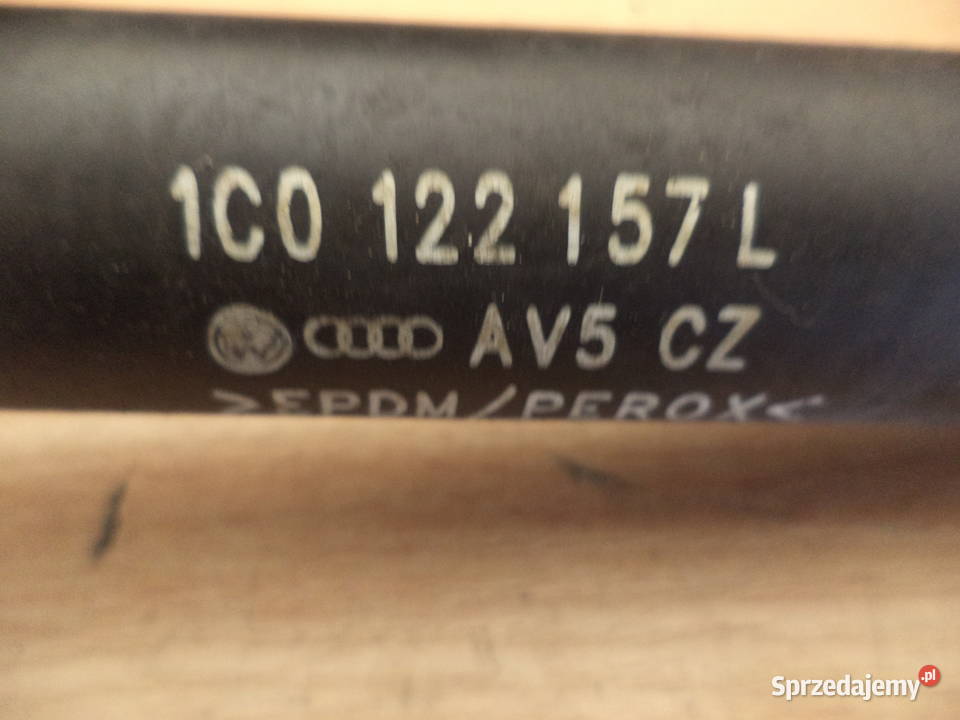 1C0 122 157 L
AV5 CZ
>EPDM/PEROX<
Sprzedajemy.pl